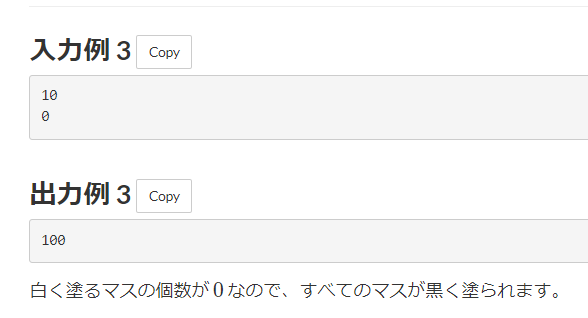 入力例 3 Copy
10
0
出力例 3 Copy
100
白く塗るマスの個数が 0 なので、すべてのマスが黒く塗られます。